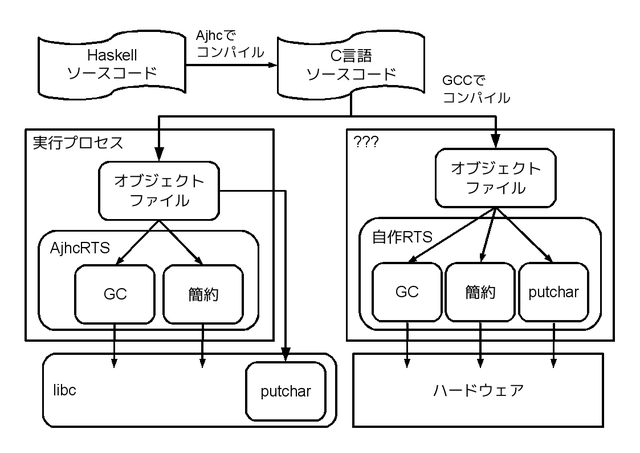 Haskell
ソースコード
Ajhcで
コンパイル
C言語
ソースコード
GCCで
コンパイル
実行プロセス
オブジェクト
ファイル
AjhcRTS
GC
簡約
libc
putchar
???
オブジェクト
ファイル
自作RTS
GC
簡約
putchar
ハードウェア